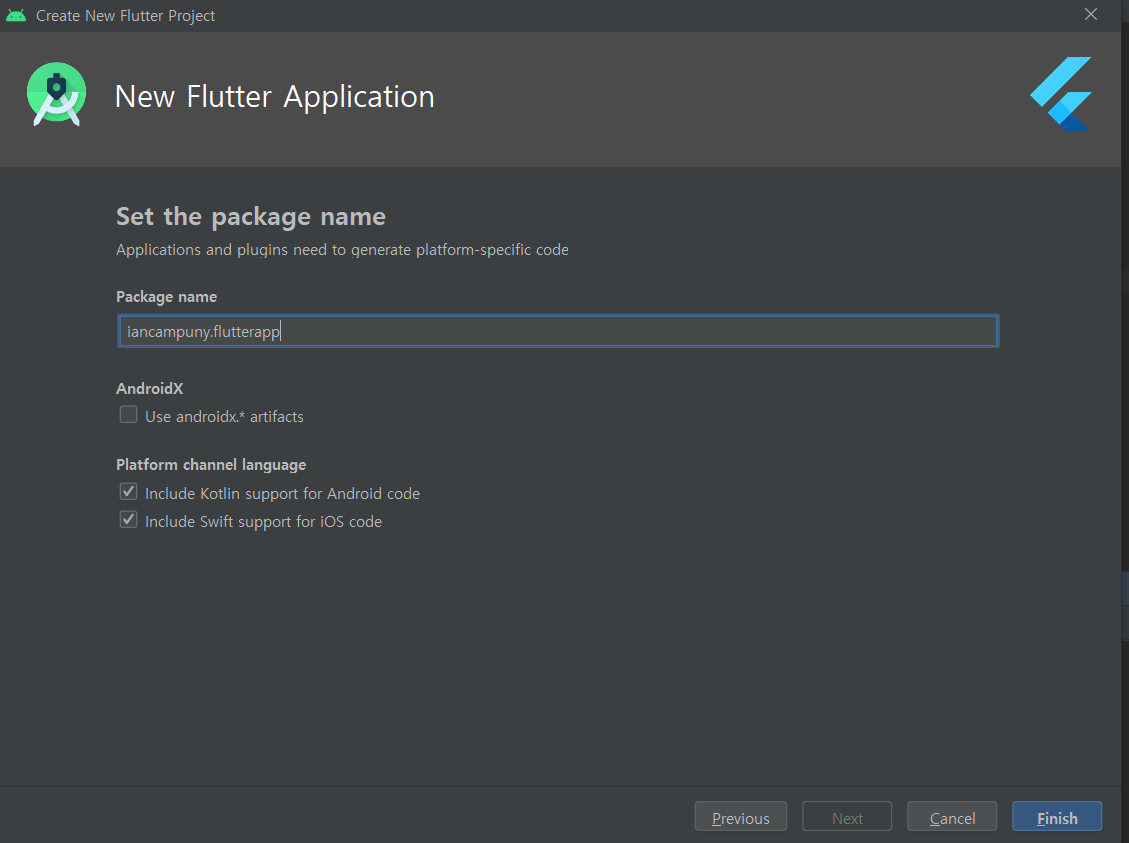 Create New Flutter Project
New Flutter Application
Set the package name
Applications and plugins need to generate platform-specific code
Package name
iancampuny.flutterapp
AndroidX
Use androidx.* artifacts
Platform channel language
Include Kotlin support for Android code
Include Swift support for iOS code
Previous
Next
Cancel
Finish